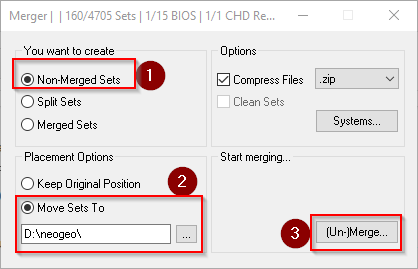 Merger | | 160/4705 Sets | 1/15 BIOS | 1/1 CHD Re...
You want to create
Non-Merged Sets
1
Split Sets
Merged Sets
Options
Compress Files
.zip
Clean Sets
Systems...
Placement Options
Keep Original Position
2
Move Sets To
D:\neogeo\
...
Start merging...
3
(Un-)Merge...